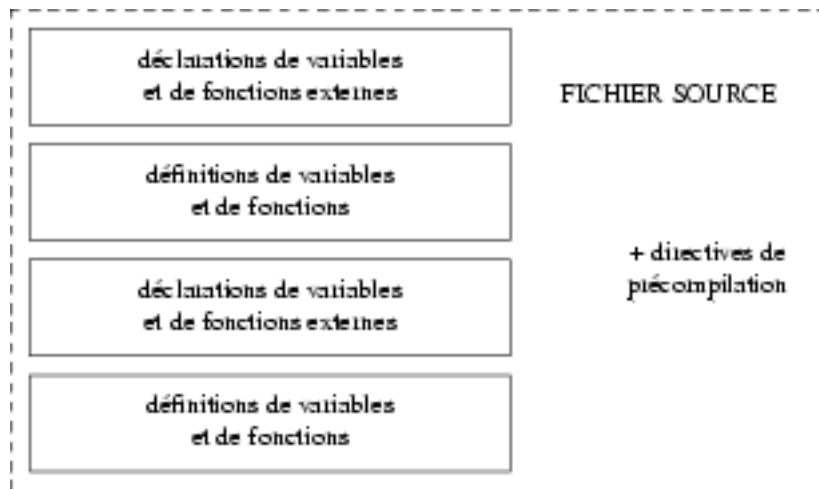 déclarations de variables
et de fonctions externes
FICHIER SOURCE
définitions de variables
et de fonctions
+ directives de
précompilation
déclarations de variables
et de fonctions externes
définitions de variables
et de fonctions